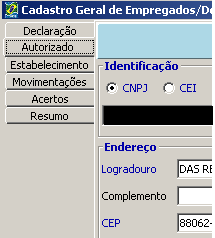 Cadastro Geral de Empregados/De
Declaração
Autorizado
Estabelecimento
Movimentações
Acertos
Resumo
Identificação
CNPJ CEI
Endereço
Logradouro DAS RE
Complemento
CEP 88062-